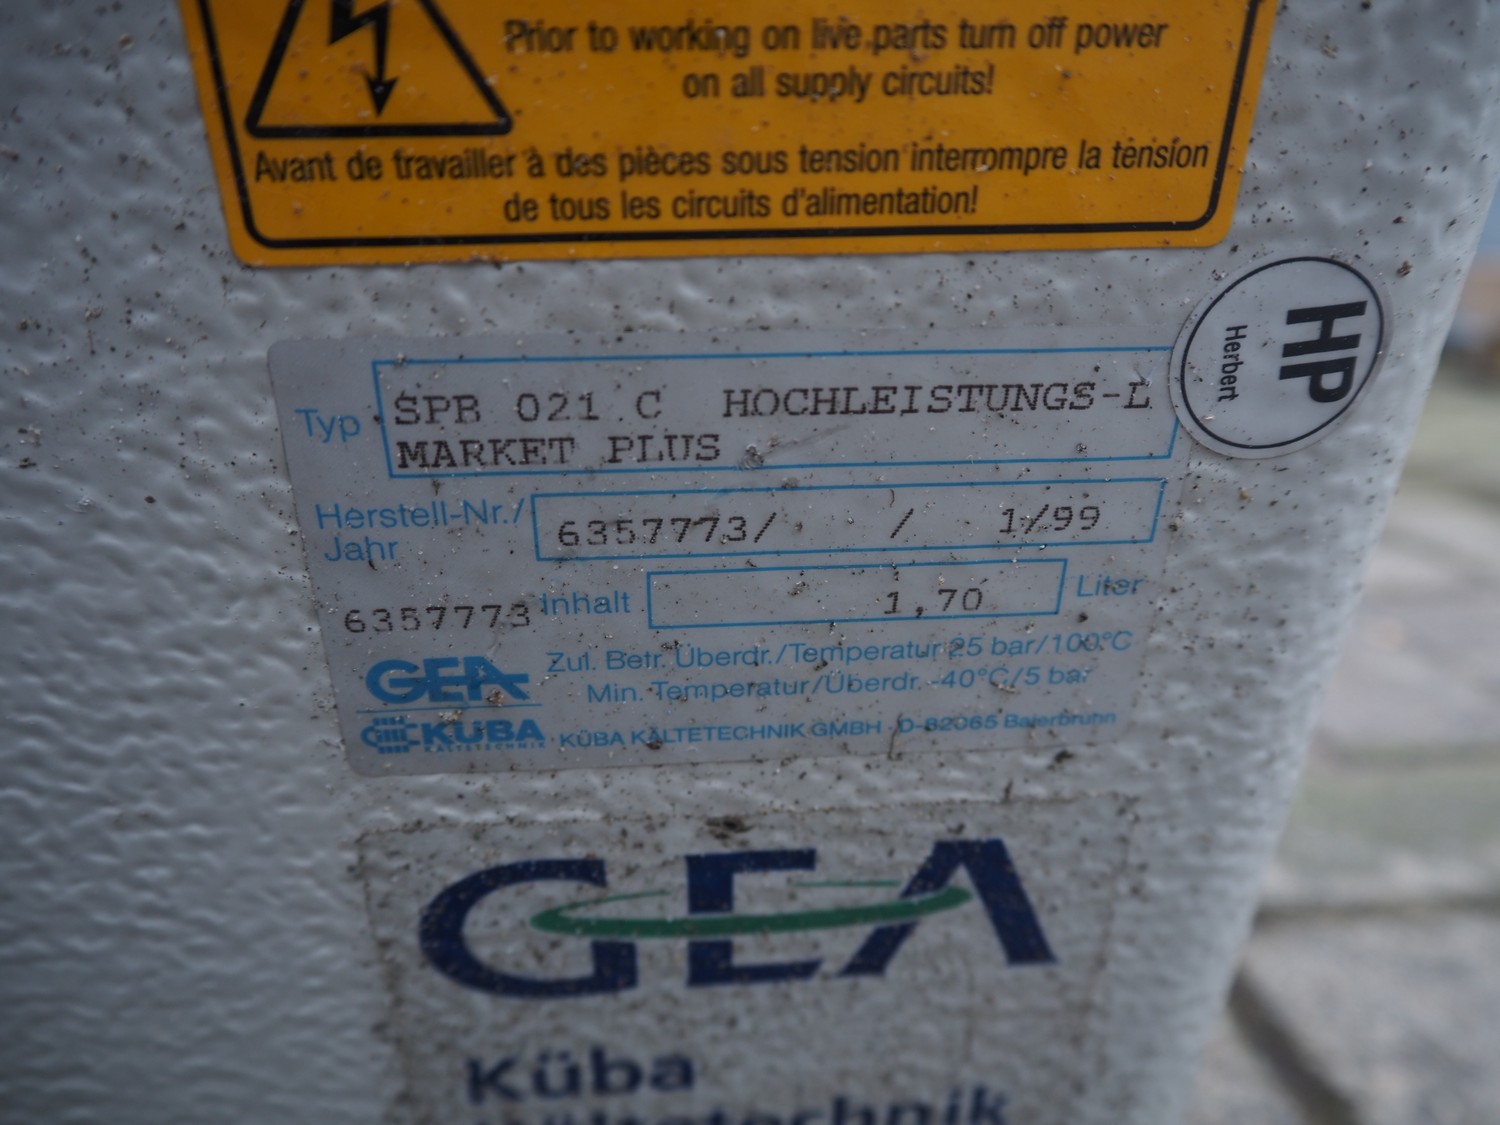 Prior to working on live parts turn off power
on all supply circuits!
Avant de travailler à des pièces sous tension interrompre la tension
de tous les circuits d'alimentation!
HP
Herbert
Typ SPB 021 C HOCHLEISTUNGS-L
MARKET PLUS
Herstell-Nr./
Jahr
6357773/ / 1/99
6357773 Inhalt 1,70 Liter
Zul. Betr. Überdr./Temperatur 25 bar/100°C
Min. Temperatur/Überdr. -40°C/5 bar
GEA
KÜBA
KÄLTETECHNIK
KÜBA KÄLTETECHNIK GMBH D-82065 Baierbrunn
GEA
Küba